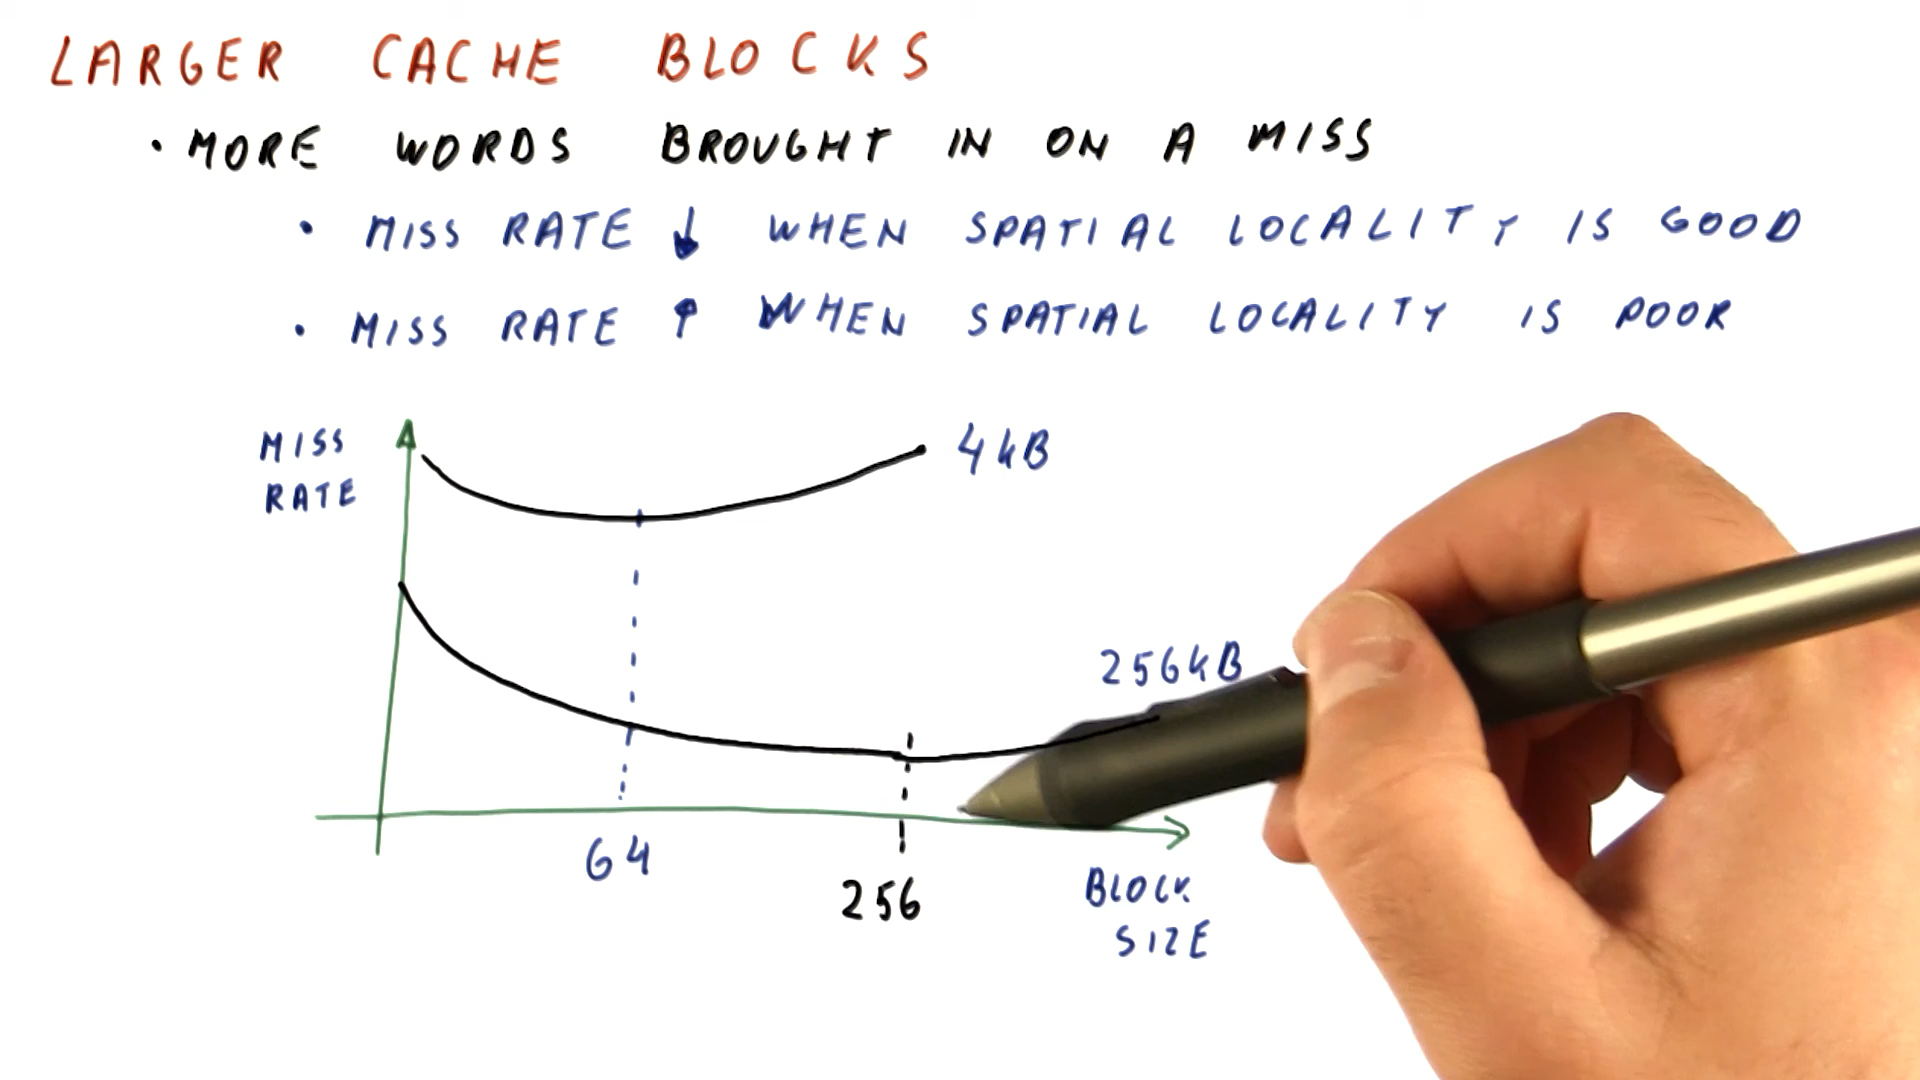 LARGER CACHE BLOCKS
• MORE WORDS BROUGHT IN ON A MISS
• MISS RATE ↓ WHEN SPATIAL LOCALITY IS GOOD
• MISS RATE ↑ WHEN SPATIAL LOCALITY IS POOR
MISS
RATE
4kB
256kB
64
256
BLOCK
SIZE